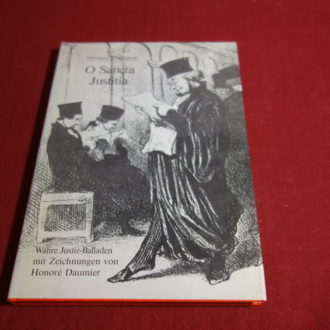 O Sancta
Justitia
Wahre Justiz-Balladen
mit Zeichnungen von
Honoré Daumier